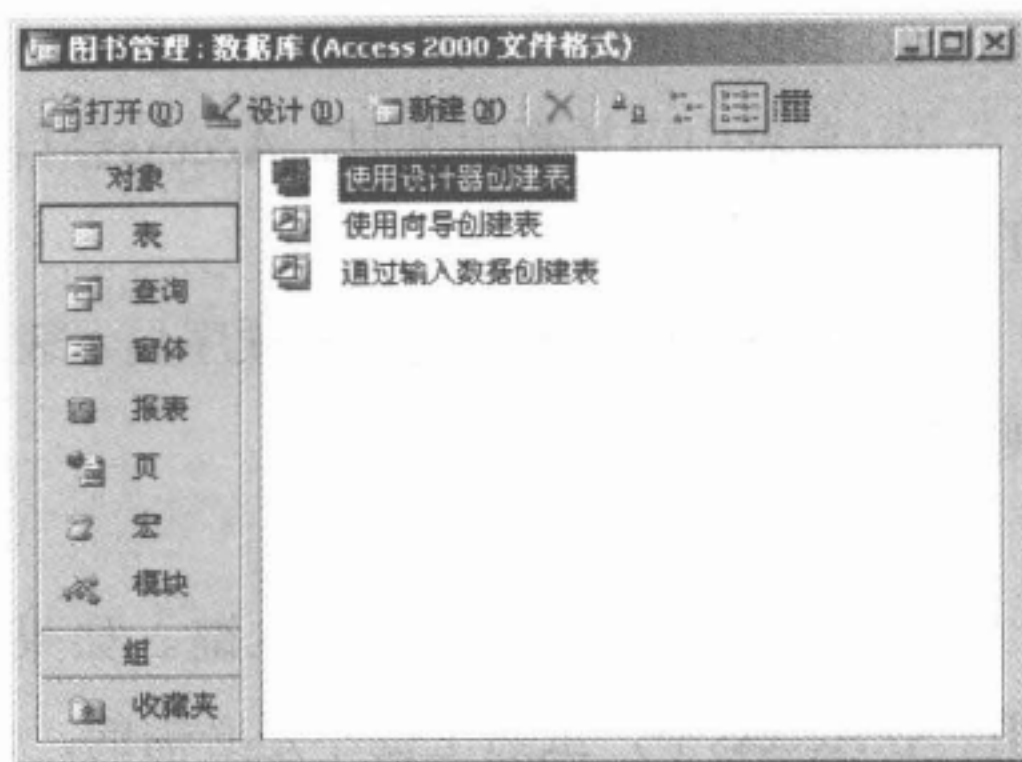 图书管理:数据库 (Access 2000 文件格式)
打开(O) 设计(D) 新建(N)
对象
表
查询
窗体
报表
页
宏
模块
组
收藏夹
使用设计器创建表
使用向导创建表
通过输入数据创建表